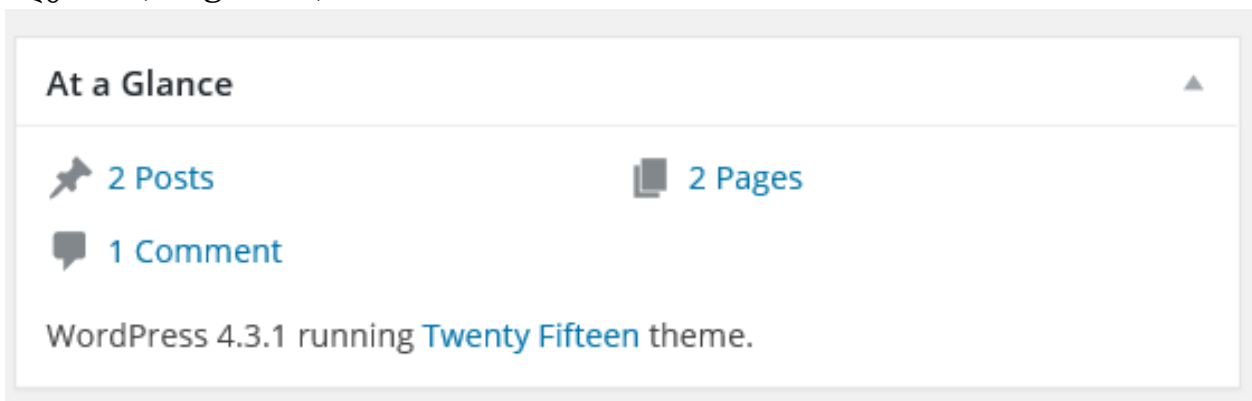 At a Glance
2 Posts
2 Pages
1 Comment
WordPress 4.3.1 running Twenty Fifteen theme.